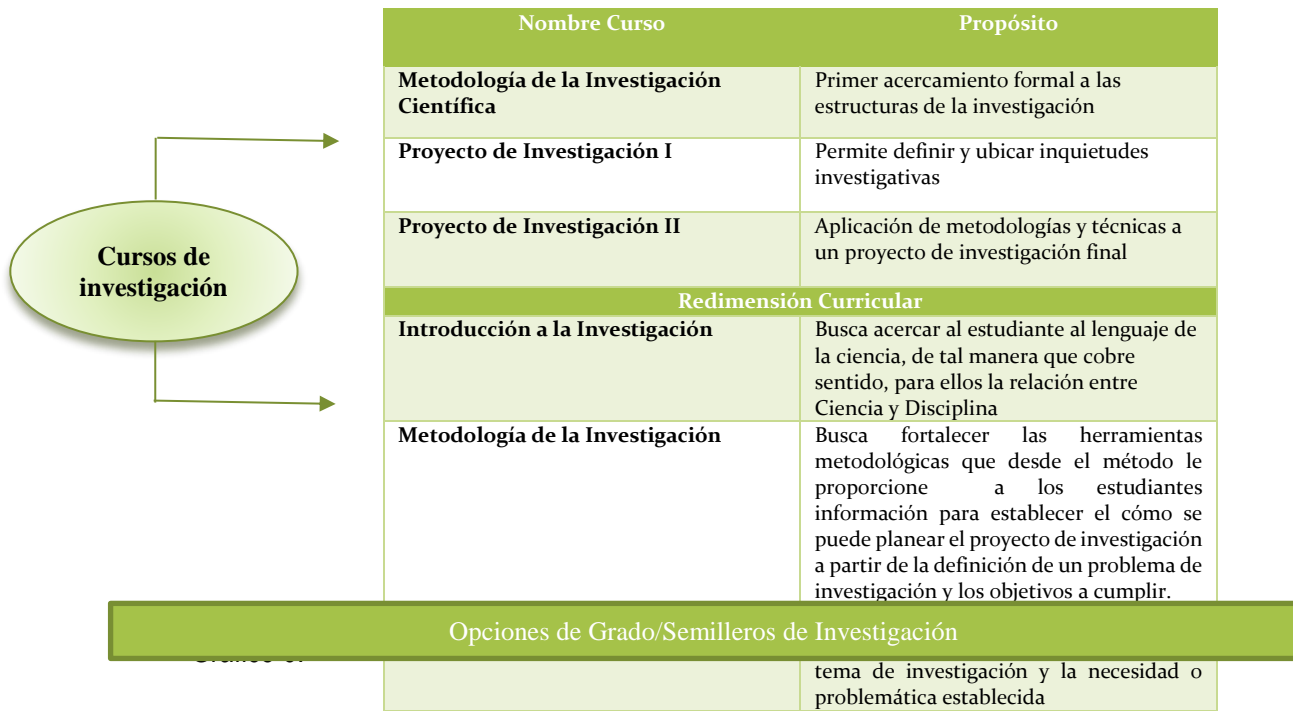 Nombre Curso
Propósito
Metodología de la Investigación
Científica
Primer acercamiento formal a las
estructuras de la investigación
Proyecto de Investigación I
Permite definir y ubicar inquietudes
investigativas
Proyecto de Investigación II
Aplicación de metodologías y técnicas a
un proyecto de investigación final
Cursos de
investigación
Redimensión Curricular
Introducción a la Investigación
Busca acercar al estudiante al lenguaje de
la ciencia, de tal manera que cobre
sentido, para ellos la relación entre
Ciencia y Disciplina
Metodología de la Investigación
Busca fortalecer las herramientas
metodológicas que desde el método le
proporcione a los estudiantes
información para establecer el cómo se
puede planear el proyecto de investigación
a partir de la definición de un problema de
investigación y los objetivos a cumplir.
Opciones de Grado/Semilleros de Investigación
tema de investigación y la necesidad o
problemática establecida